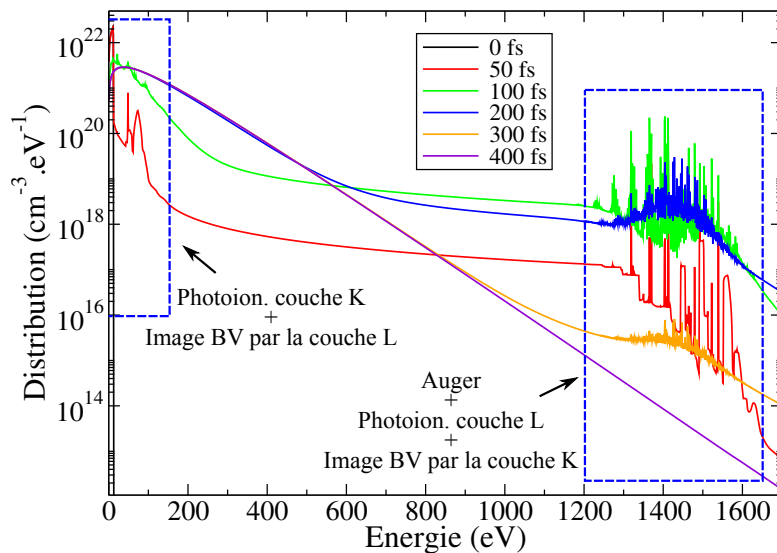 10^22
10^20
10^18
10^16
10^14
Distribution (cm^-3.eV^-1)
0 fs
50 fs
100 fs
200 fs
300 fs
400 fs
Photoion. couche K
+
Image BV par la couche L
Auger
+
Photoion. couche L
+
Image BV par la couche K
0 200 400 600 800 1000 1200 1400 1600
Energie (eV)